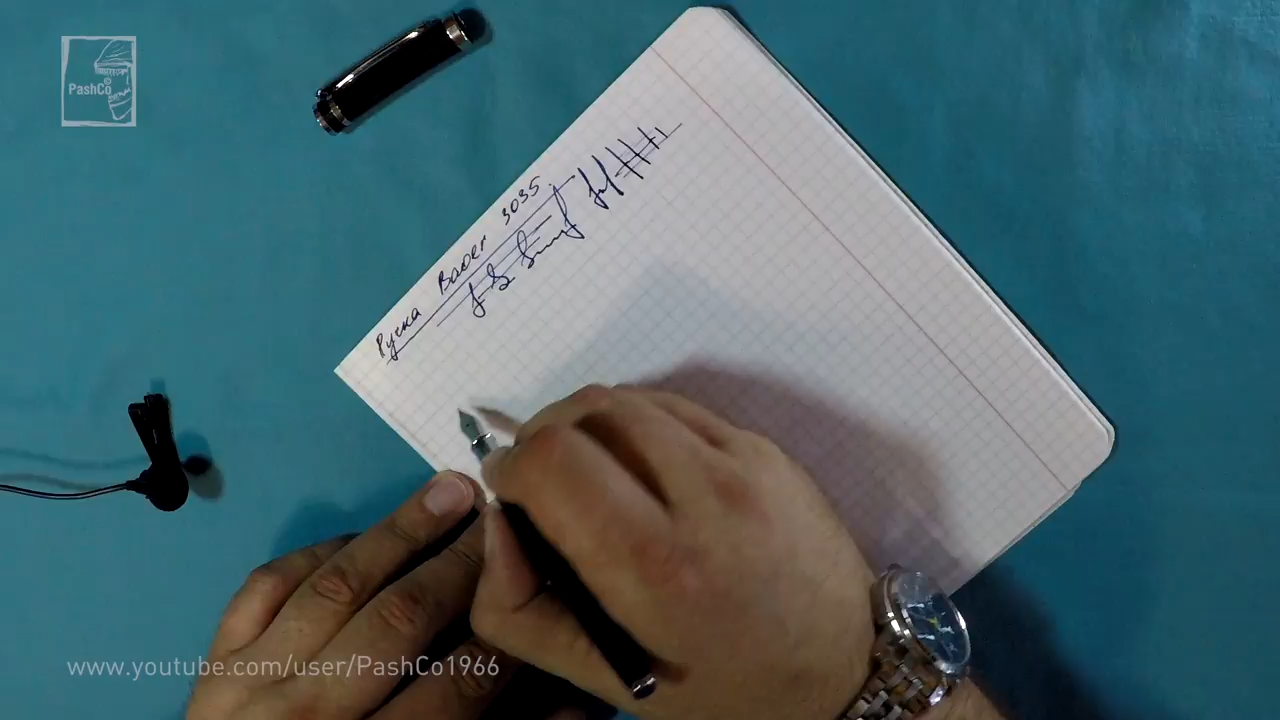 PashCo
Ручка Baoer 3035.
www.youtube.com/user/PashCo1966